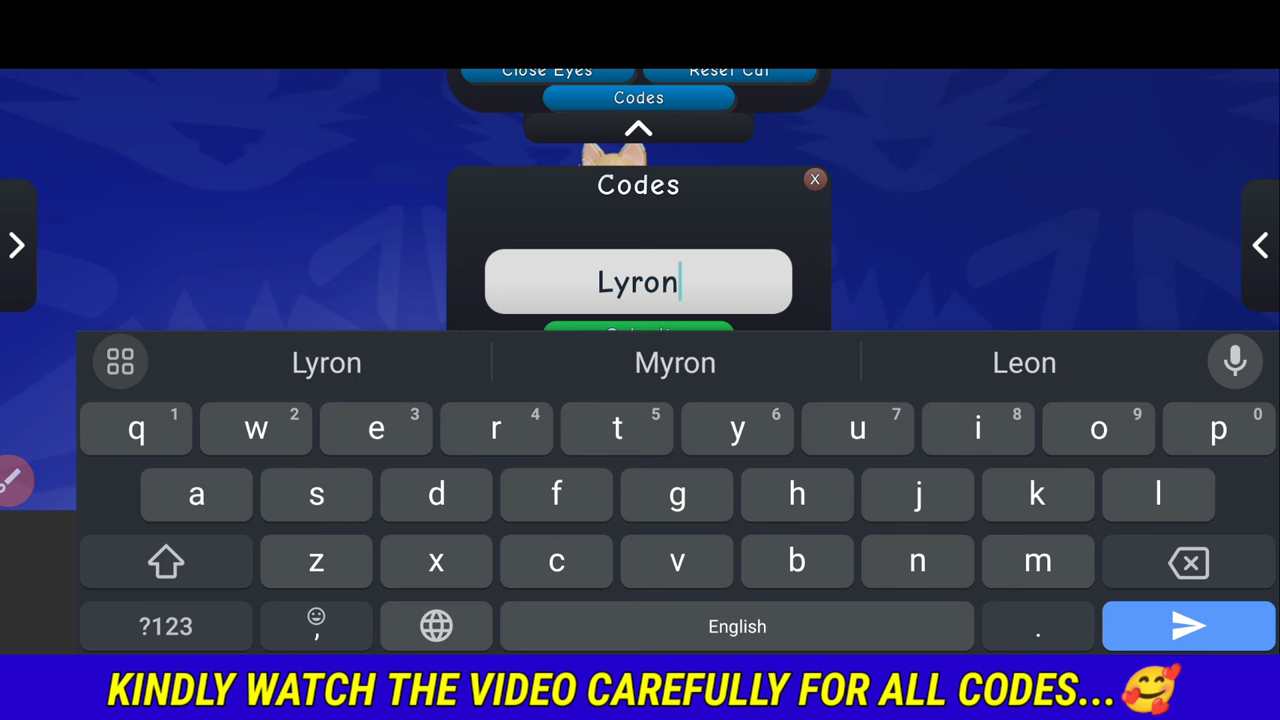 Close Eyes Reset Cut
Codes
Codes
X
Lyron
Lyron Myron Leon
q 1 w 2 e 3 r 4 t 5 y 6 u 7 i 8 o 9 p 0
a s d f g h j k l
z x c v b n m
?123 , English .
KINDLY WATCH THE VIDEO CAREFULLY FOR ALL CODES...🥰